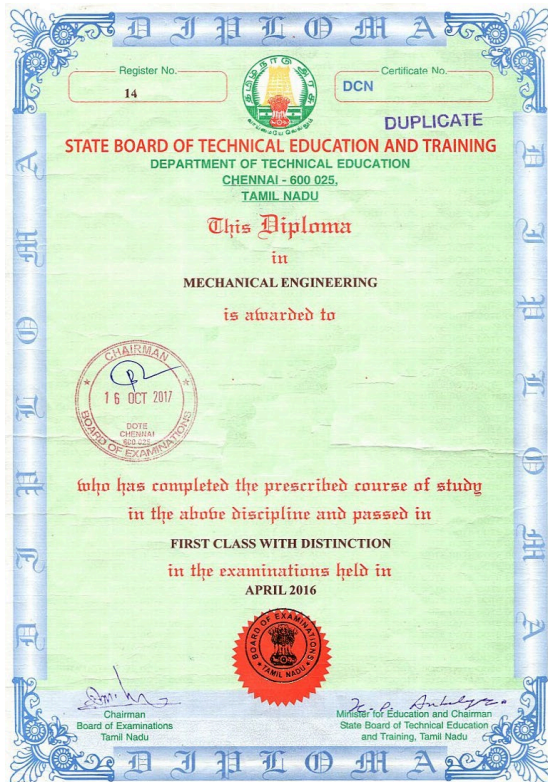 DIPLOMA
Register No.
14
Certificate No.
DCN
DUPLICATE
STATE BOARD OF TECHNICAL EDUCATION AND TRAINING
DEPARTMENT OF TECHNICAL EDUCATION
CHENNAI - 600 025,
TAMIL NADU
This Diploma
in
MECHANICAL ENGINEERING
is awarded to
CHAIRMAN
16 OCT 2017
DOTE
CHENNAI
600 025
BOARD OF EXAMINATIONS
who has completed the prescribed course of study
in the above discipline and passed in
FIRST CLASS WITH DISTINCTION
in the examinations held in
APRIL 2016
BOARD OF EXAMINATIONS
TAMIL NADU
Chairman
Board of Examinations
Tamil Nadu
Minister for Education and Chairman
State Board of Technical Education
and Training, Tamil Nadu
DIPLOMA
DIPLOMA
DIPLOMA